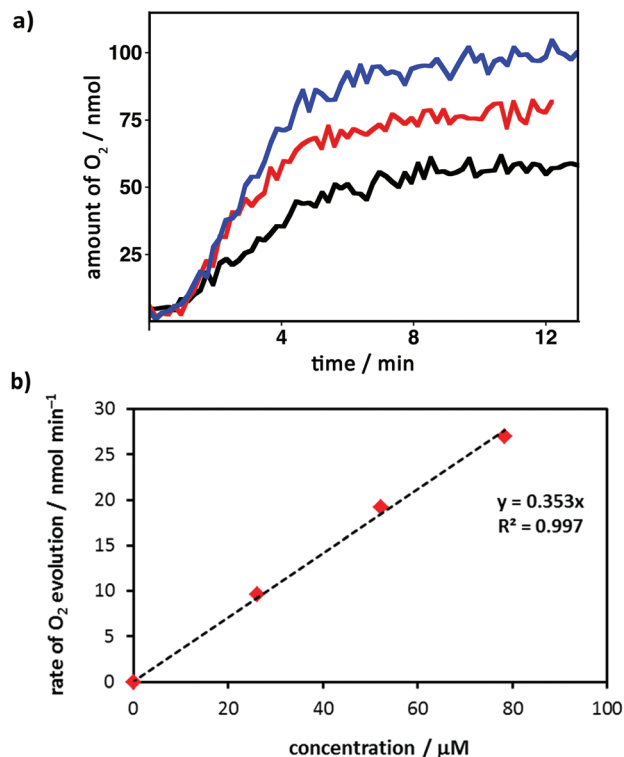 a)
amount of O₂ / nmol
100
75
50
25
4
8
12
time / min
b)
rate of O₂ evolution / nmol min⁻¹
30
25
20
15
10
5
0
y = 0.353x
R² = 0.997
0
20
40
60
80
100
concentration / µM